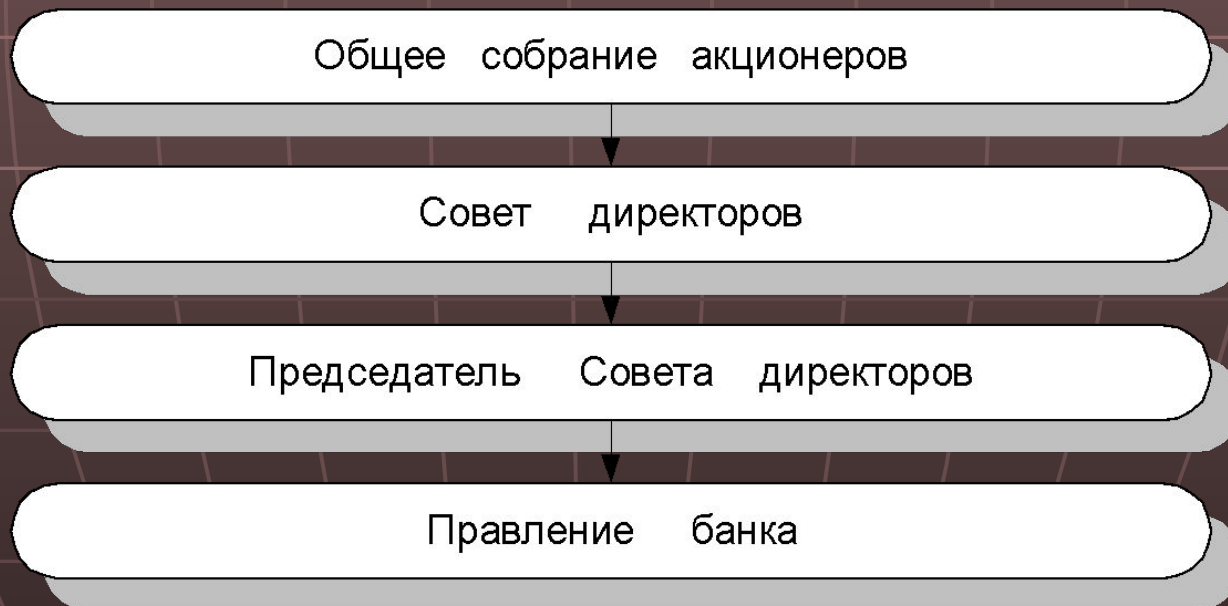 Общее собрание акционеров
Совет директоров
Председатель Совета директоров
Правление банка